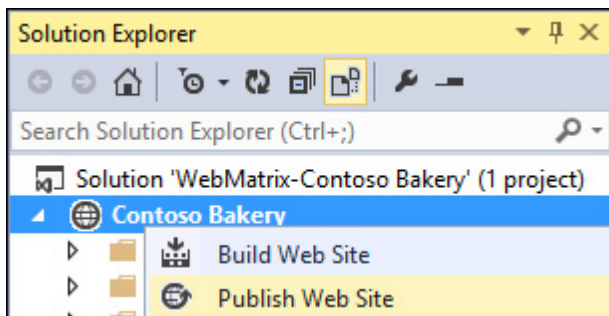 Solution Explorer
Search Solution Explorer (Ctrl+;)
Solution 'WebMatrix-Contoso Bakery' (1 project)
Contoso Bakery
Build Web Site
Publish Web Site